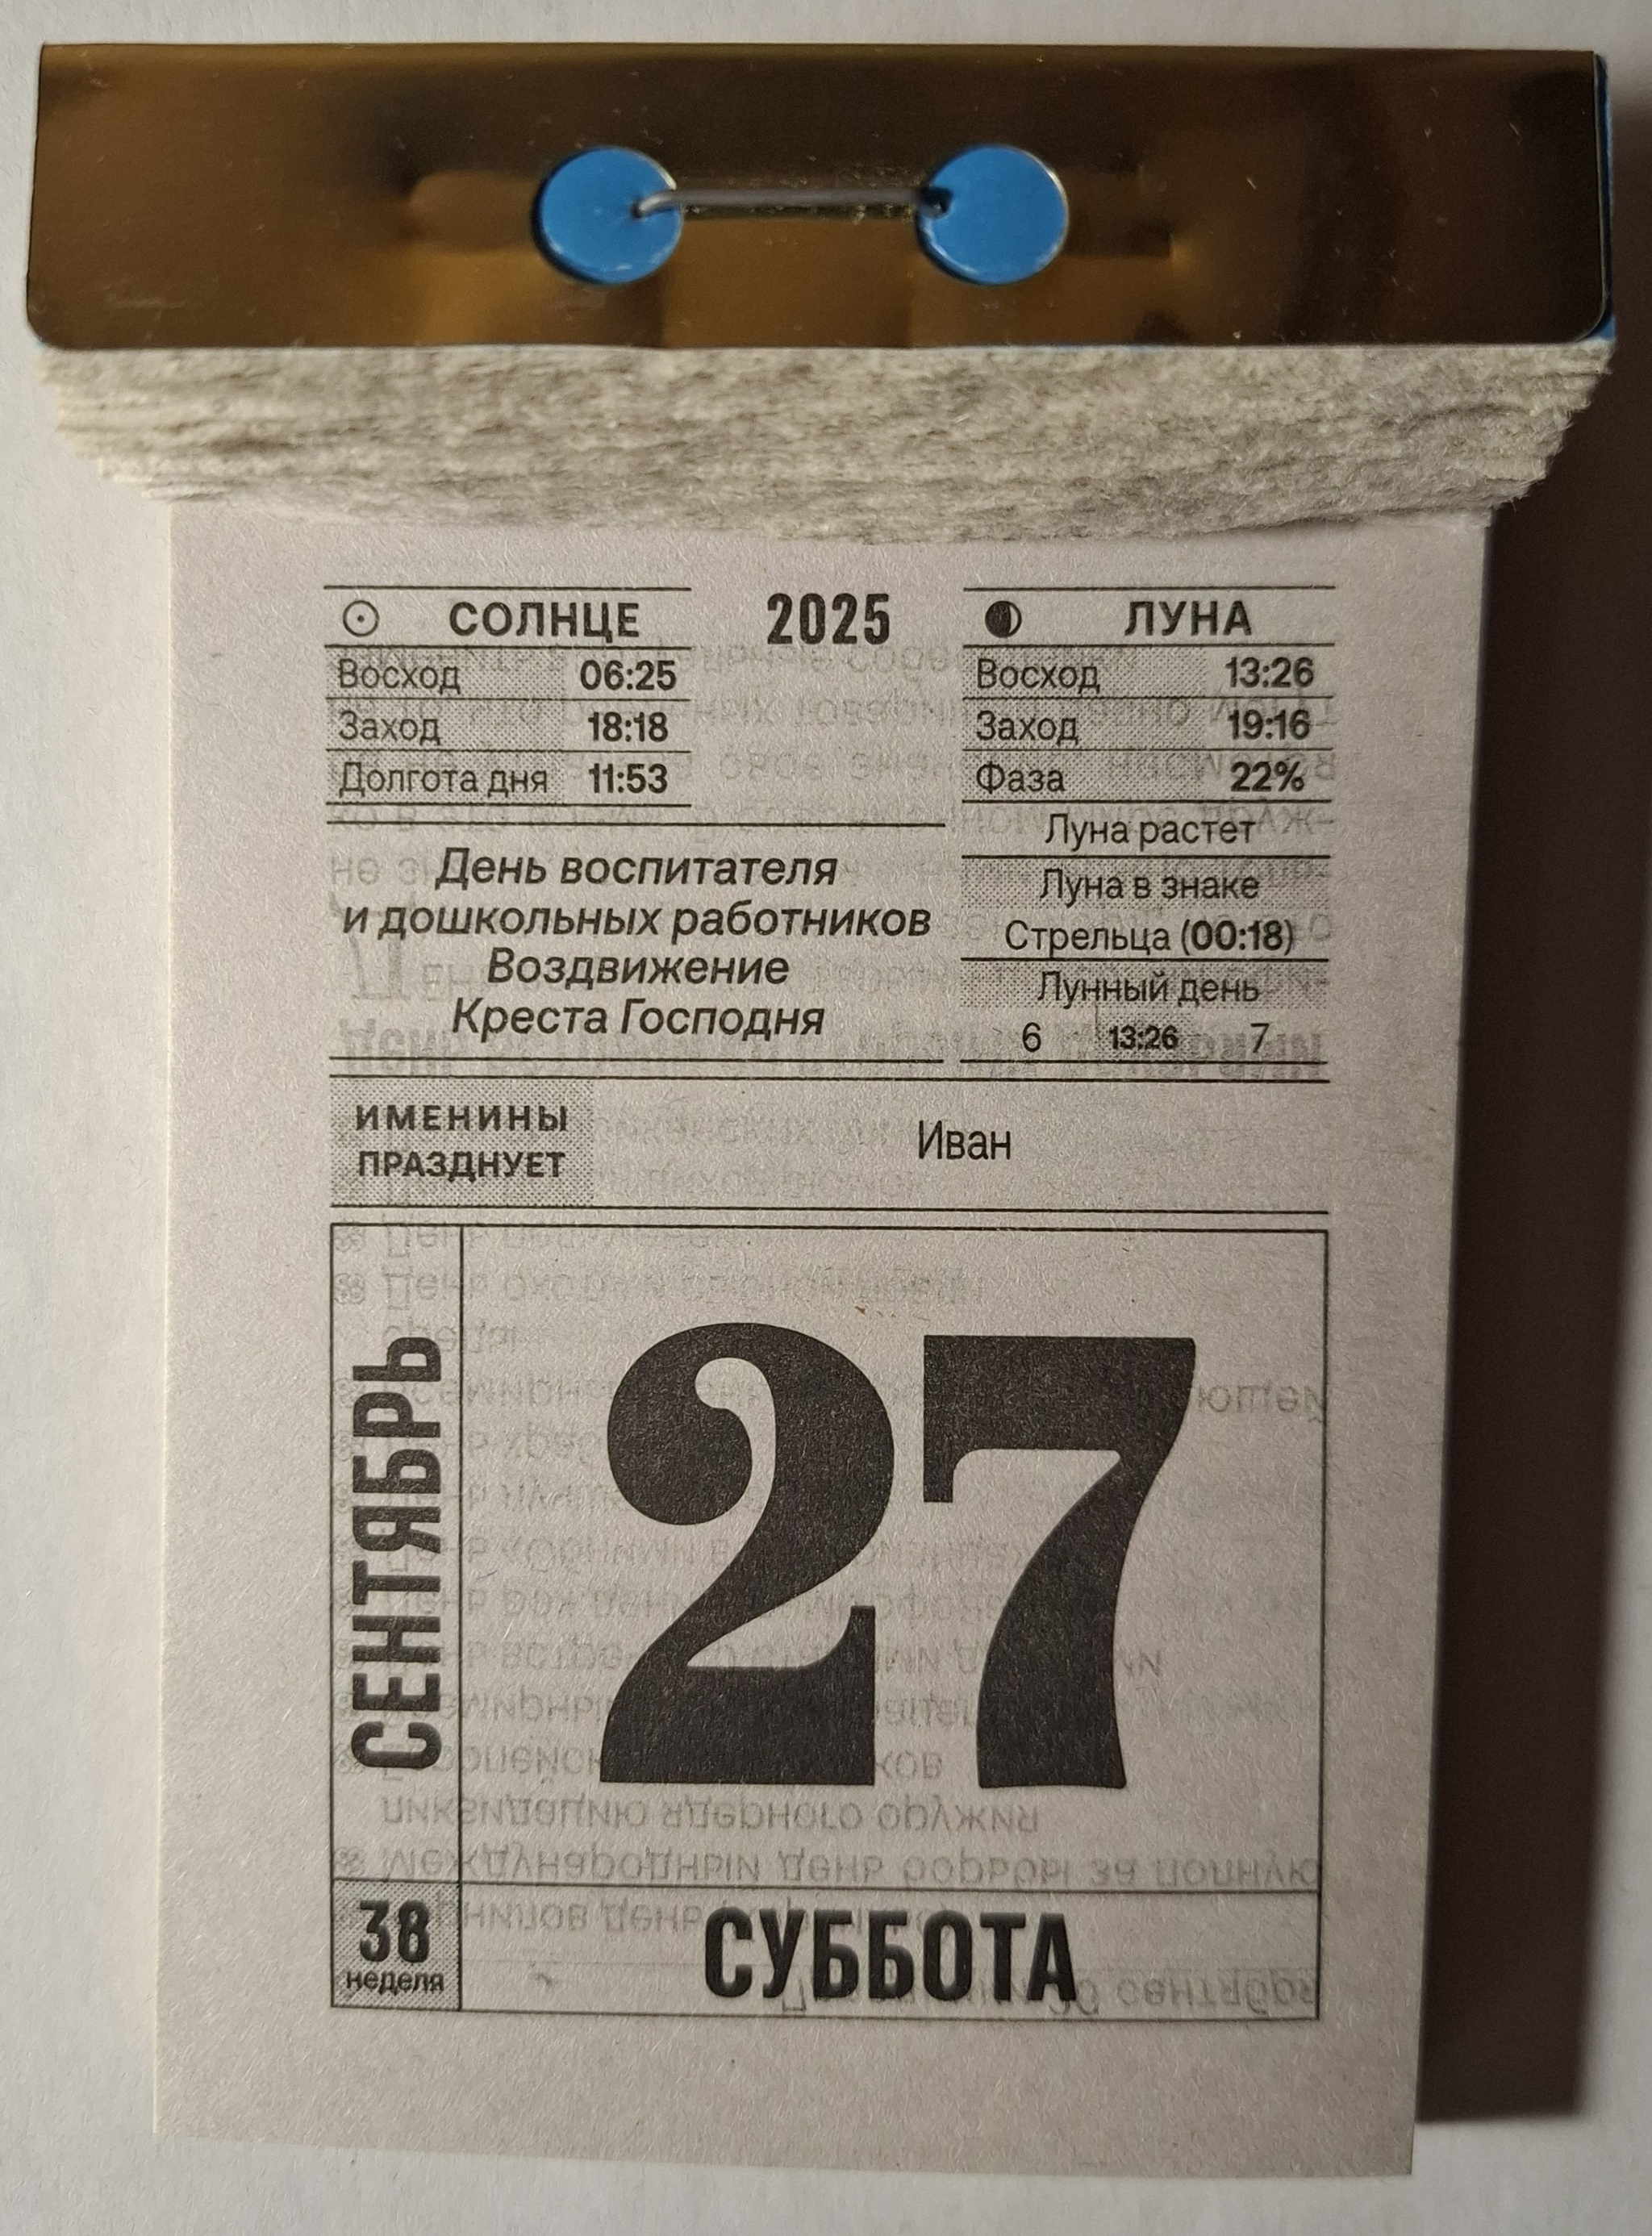 СОЛНЦЕ
Восход 06:25
Заход 18:18
Долгота дня 11:53
2025
ЛУНА
Восход 13:26
Заход 19:16
Фаза 22%
Луна растет
Луна в знаке
Стрельца (00:18)
Лунный день
6 13:26 7
День воспитателя
и дошкольных работников
Воздвижение
Креста Господня
ИМЕНИНЫ
ПРАЗДНУЕТ
Иван
СЕНТЯБРЬ
27
38
неделя
СУББОТА